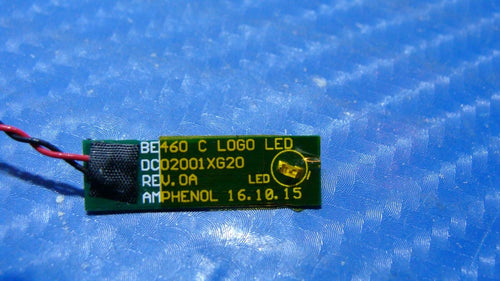 BE460 C LOGO LED
DC02001XG20
REV.0A LED
AMPHENOL 16.10.15